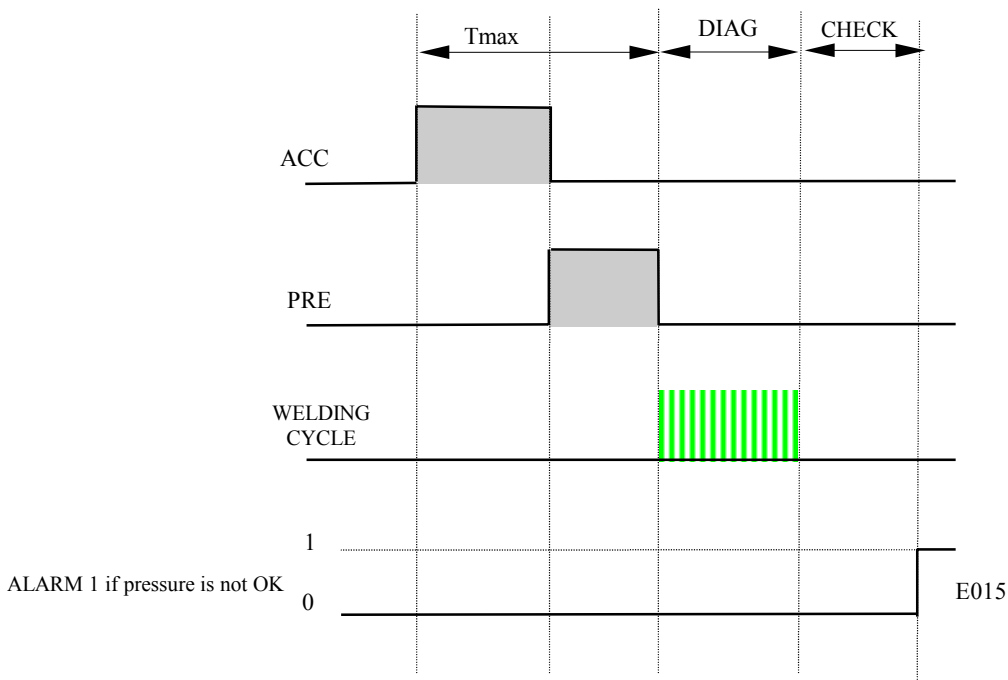 Tmax
DIAG
CHECK
ACC
PRE
WELDING
CYCLE
1
ALARM 1 if pressure is not OK
0
E015